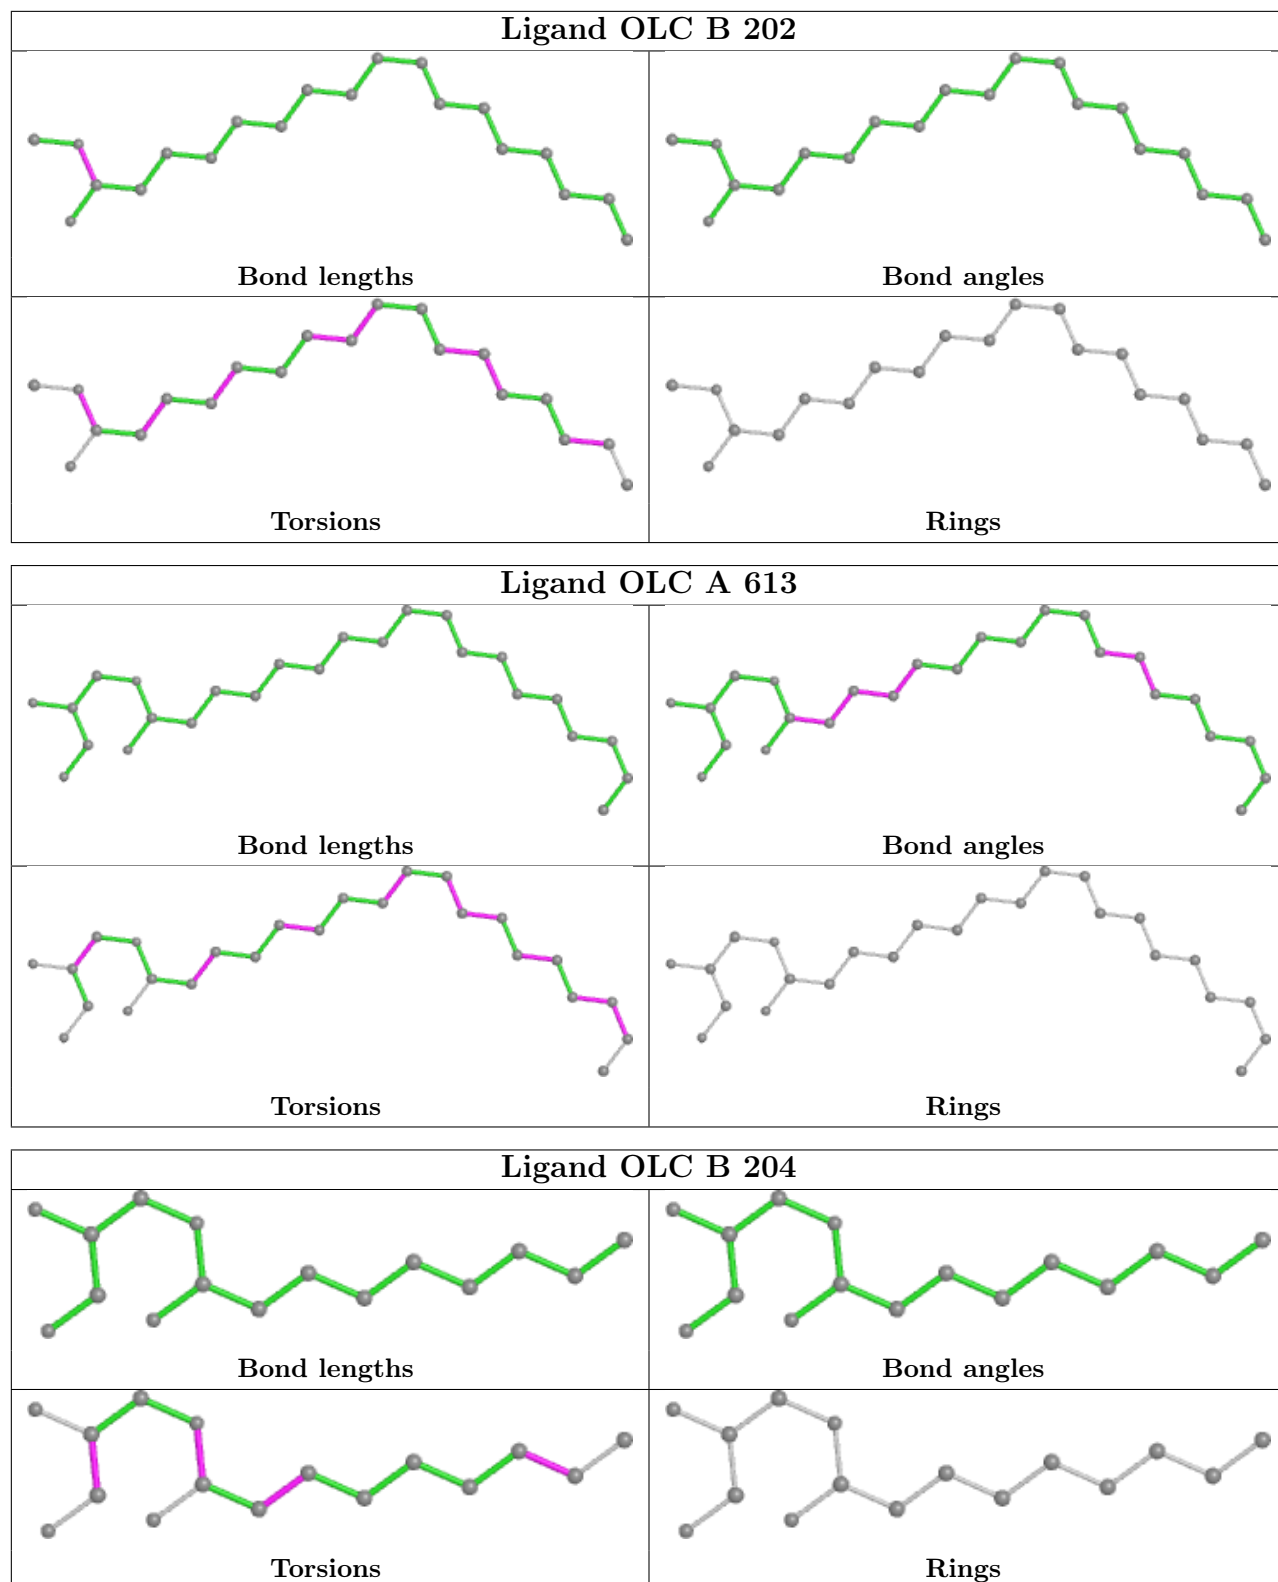 Ligand OLC B 202
Bond lengths
Bond angles
Torsions
Rings
Ligand OLC A 613
Bond lengths
Bond angles
Torsions
Rings
Ligand OLC B 204
Bond lengths
Bond angles
Torsions
Rings